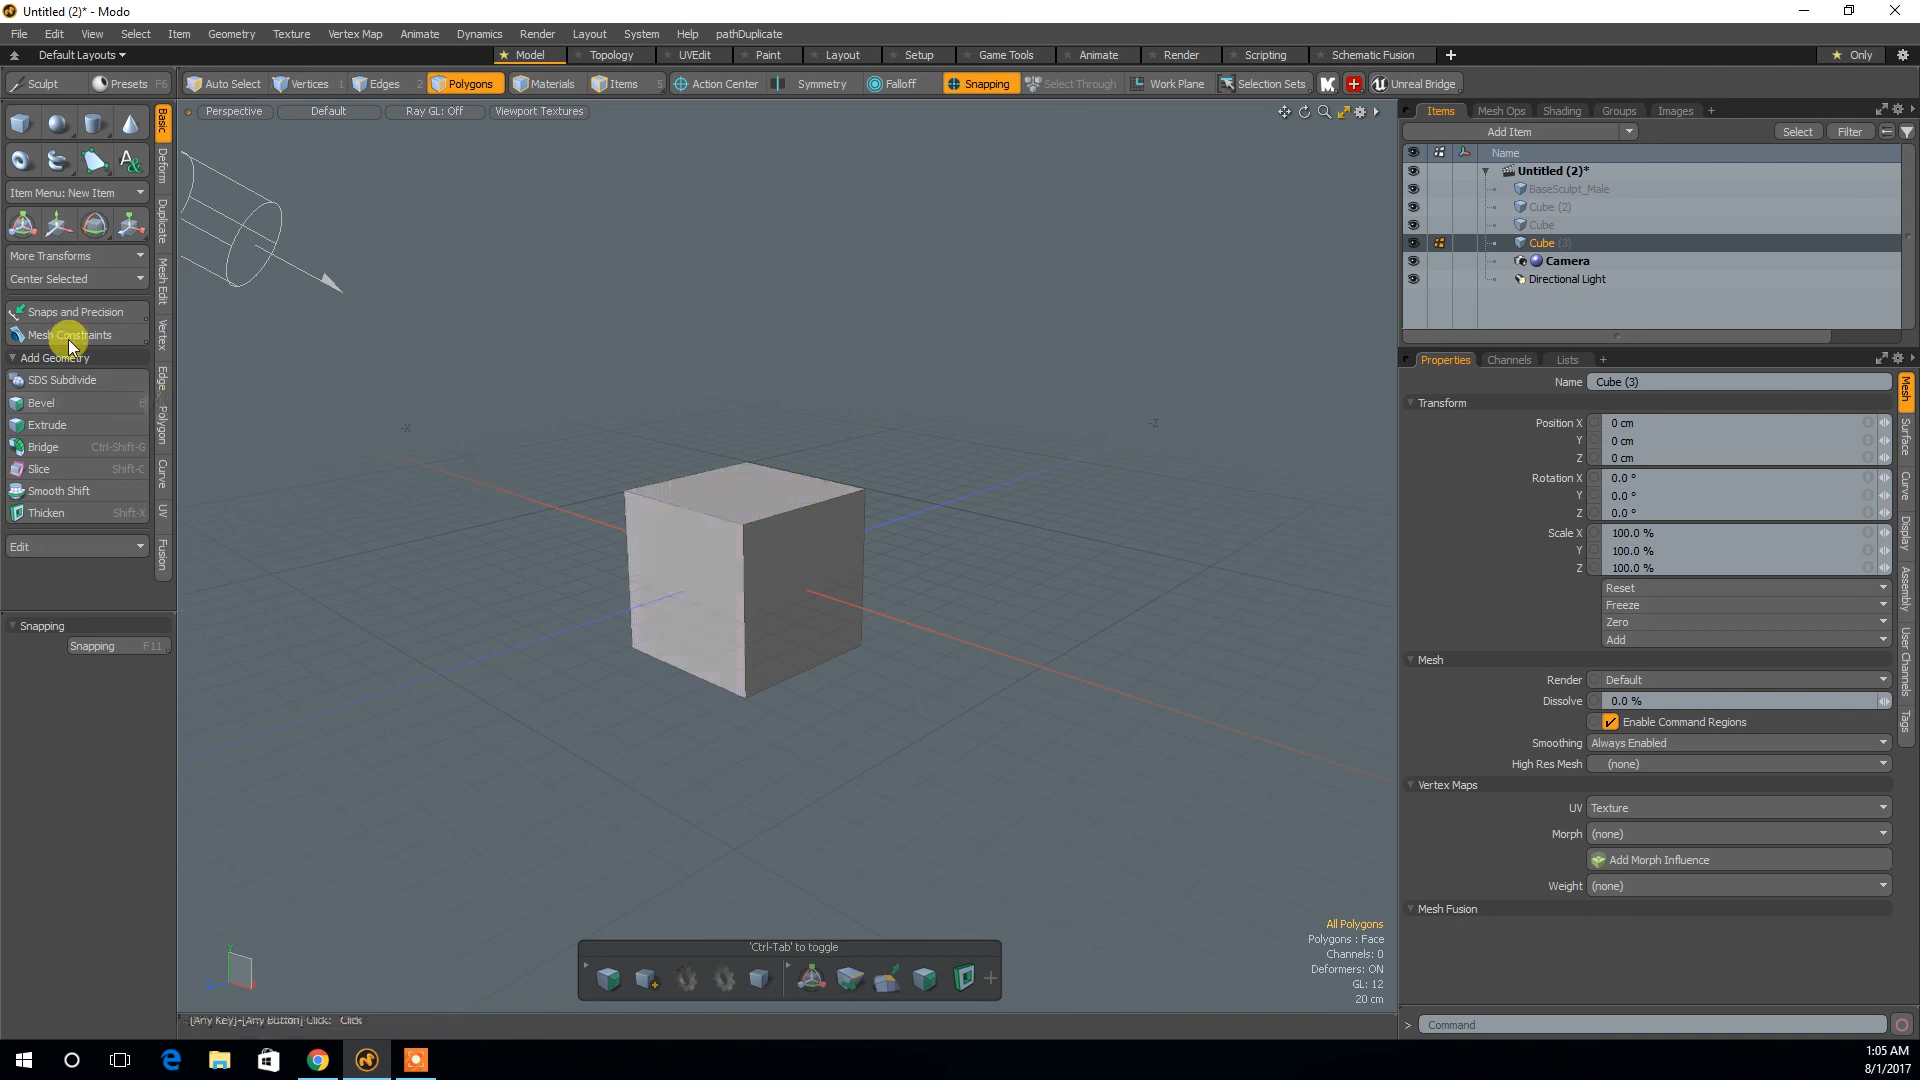 Untitled (2)* - Modo
File Edit View Select Item Geometry Texture Vertex Map Animate Dynamics Render Layout System Help pathDuplicate
Default Layouts
Model Topology UVEdit Paint Layout Setup Game Tools Animate Render Scripting Schematic Fusion Only
Sculpt Presets F6 Auto Select Vertices 1 Edges 2 Polygons Materials Items 5 Action Center Symmetry Falloff Snapping Select Through Work Plane Selection Sets Unreal Bridge
Perspective Default Ray GL: Off Viewport Textures
Basic
Deform
Duplicate
Mesh Edit
Vertex
Edge
Polygon
Curve
UV
Fusion
Item Menu: New Item
More Transforms
Center Selected
Snaps and Precision
Mesh Constraints
Add Geometry
SDS Subdivide
Bevel B
Extrude
Bridge Ctrl-Shift-G
Slice Shift-C
Smooth Shift
Thicken Shift-X
Edit
Snapping
Snapping F11
-X
-Z
Y
'Ctrl-Tab' to toggle
All Polygons
Polygons : Face
Channels: 0
Deformers: ON
GL: 12
20 cm
[Any Key]-[Any Button] Click: Click
Items Mesh Ops Shading Groups Images +
Add Item Select Filter
Name
Untitled (2)*
BaseSculpt_Male
Cube (2)
Cube
Cube (3)
Camera
Directional Light
Properties Channels Lists +
Name Cube (3)
Transform
Position X 0 cm
Y 0 cm
Z 0 cm
Rotation X 0.0 °
Y 0.0 °
Z 0.0 °
Scale X 100.0 %
Y 100.0 %
Z 100.0 %
Reset
Freeze
Zero
Add
Mesh
Render Default
Dissolve 0.0 %
Enable Command Regions
Smoothing Always Enabled
High Res Mesh (none)
Vertex Maps
UV Texture
Morph (none)
Add Morph Influence
Weight (none)
Mesh Fusion
Mesh
Surface
Curve
Display
Assembly
User Channels
Tags
> Command
1:05 AM
8/1/2017